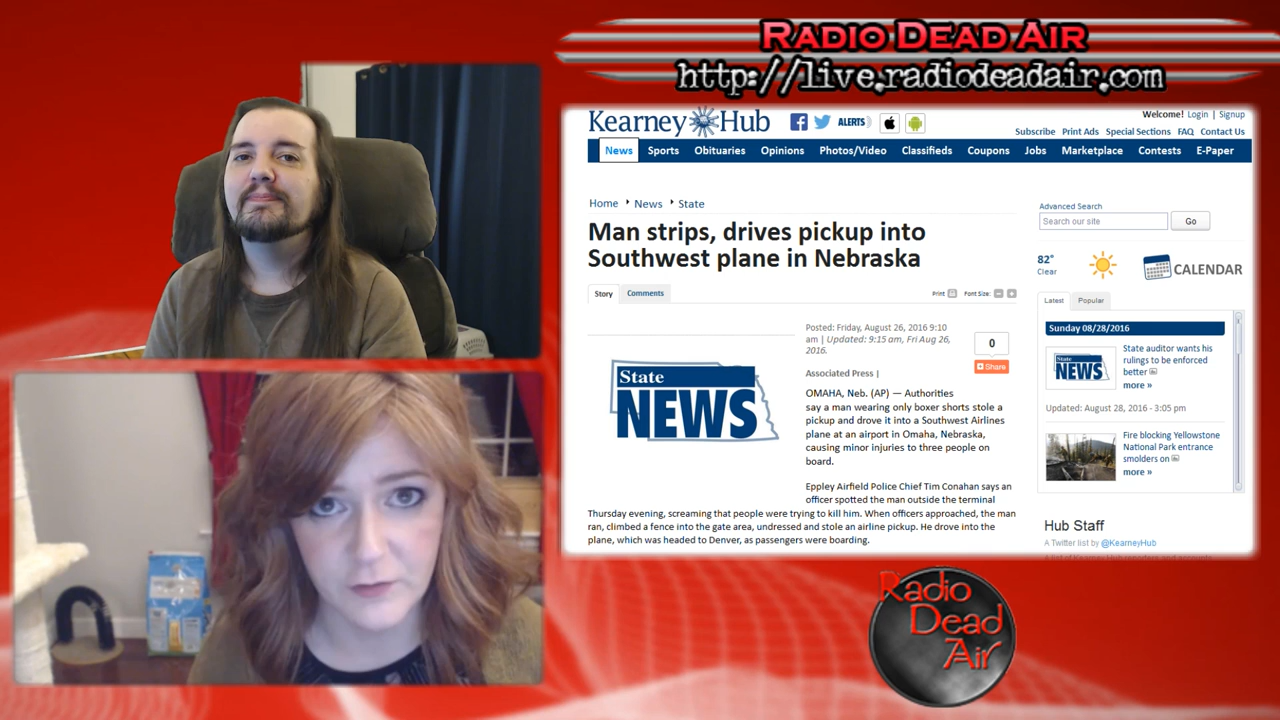 Radio Dead Air
http://live.radiodeadair.com
Kearney Hub
ALERTS
Welcome! Login | Signup
Subscribe Print Ads Special Sections FAQ Contact Us
News Sports Obituaries Opinions Photos/Video Classifieds Coupons Jobs Marketplace Contests E-Paper
Home News State
Man strips, drives pickup into
Southwest plane in Nebraska
Story Comments
Print Font Size:
Posted: Friday, August 26, 2016 9:10
am | Updated: 9:15 am, Fri Aug 26,
2016.
0
Share
Associated Press |
State
NEWS
OMAHA, Neb. (AP) — Authorities
say a man wearing only boxer shorts stole a
pickup and drove it into a Southwest Airlines
plane at an airport in Omaha, Nebraska,
causing minor injuries to three people on
board.
Eppley Airfield Police Chief Tim Conahan says an
officer spotted the man outside the terminal
Thursday evening, screaming that people were trying to kill him. When officers approached, the man
ran, climbed a fence into the gate area, undressed and stole an airline pickup. He drove into the
plane, which was headed to Denver, as passengers were boarding.
Advanced Search
Search our site
Go
82°
Clear
CALENDAR
Latest Popular
Sunday 08/28/2016
State
NEWS
State auditor wants his
rulings to be enforced
better
more »
Updated: August 28, 2016 - 3:05 pm
Fire blocking Yellowstone
National Park entrance
smolders on
more »
Hub Staff
A Twitter list by @KearneyHub
Radio
Dead
Air